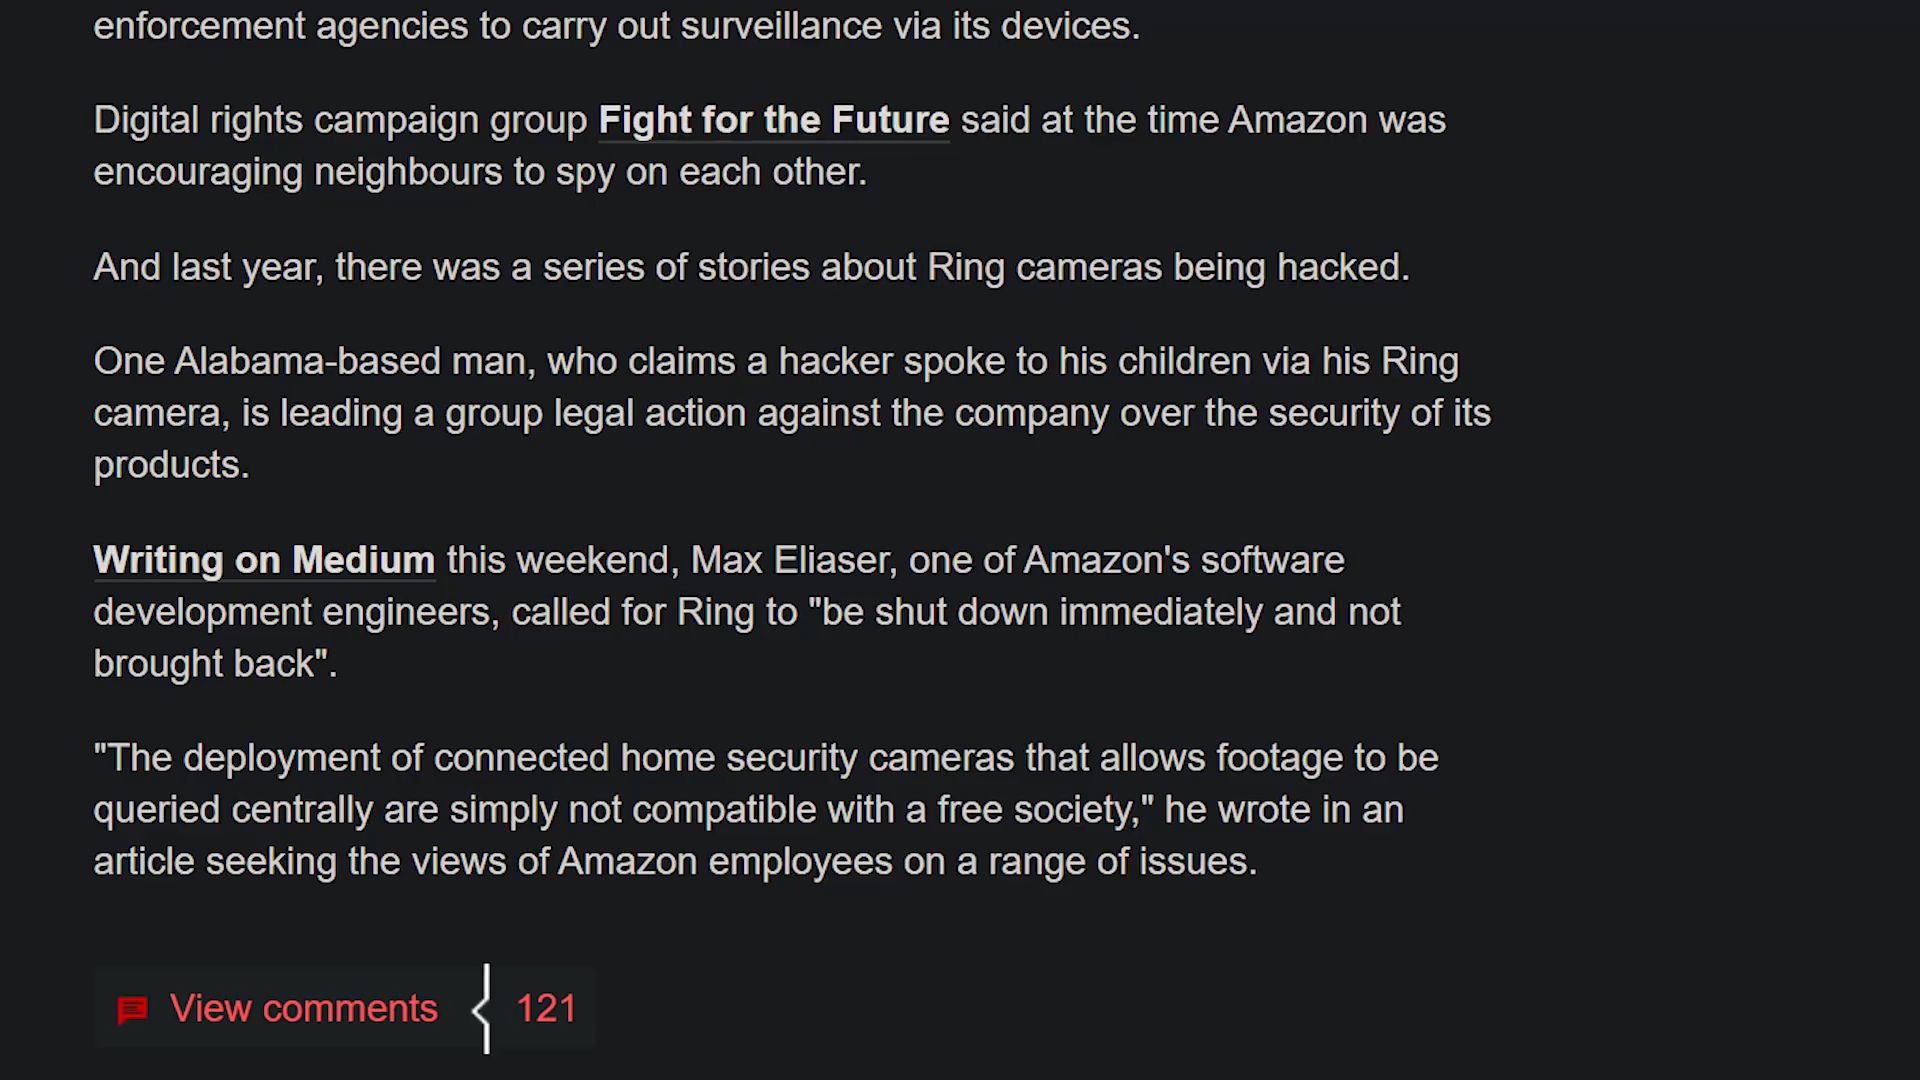 enforcement agencies to carry out surveillance via its devices.
Digital rights campaign group Fight for the Future said at the time Amazon was
encouraging neighbours to spy on each other.
And last year, there was a series of stories about Ring cameras being hacked.
One Alabama-based man, who claims a hacker spoke to his children via his Ring
camera, is leading a group legal action against the company over the security of its
products.
Writing on Medium this weekend, Max Eliaser, one of Amazon's software
development engineers, called for Ring to "be shut down immediately and not
brought back".
"The deployment of connected home security cameras that allows footage to be
queried centrally are simply not compatible with a free society," he wrote in an
article seeking the views of Amazon employees on a range of issues.
View comments 121